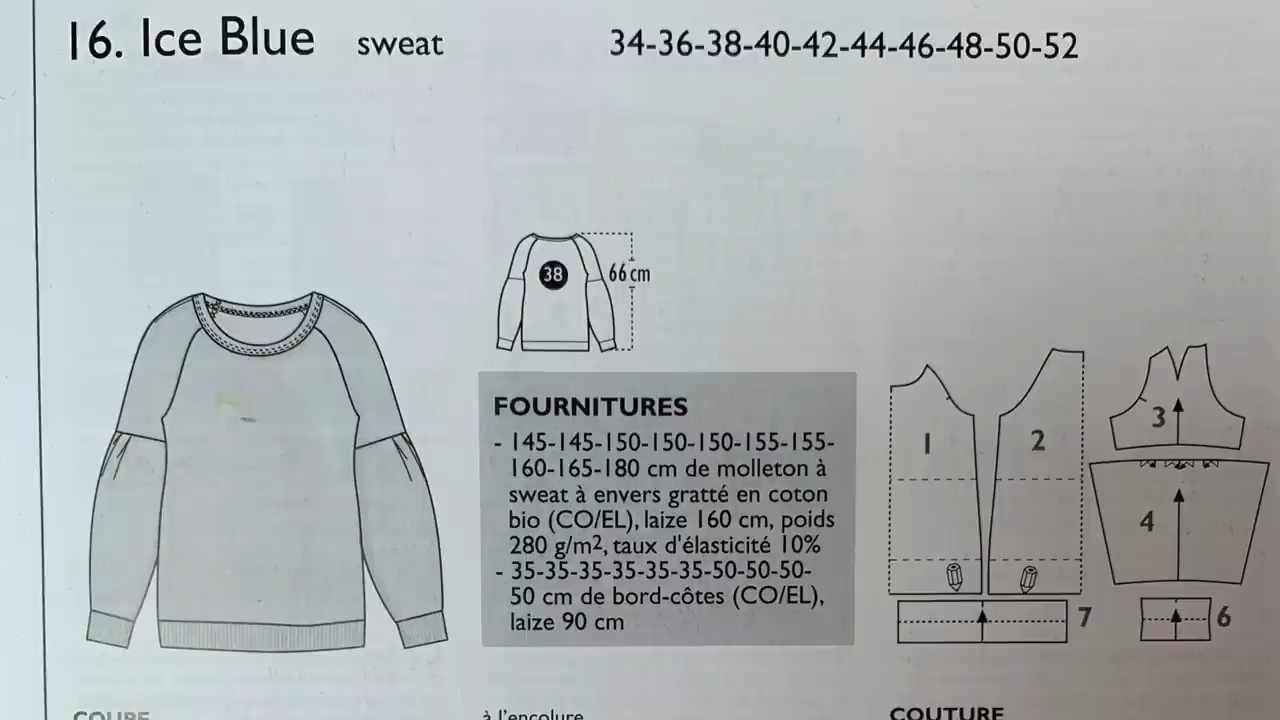 16. Ice Blue sweat 34-36-38-40-42-44-46-48-50-52
38
66 cm
FOURNITURES
- 145-145-150-150-150-155-155-
160-165-180 cm de molleton à
sweat à envers gratté en coton
bio (CO/EL), laize 160 cm, poids
280 g/m², taux d'élasticité 10%
- 35-35-35-35-35-35-50-50-50-
50 cm de bord-côtes (CO/EL),
laize 90 cm
1
2
3
4
7
6
COUPE
à l'encolure
COUTURE